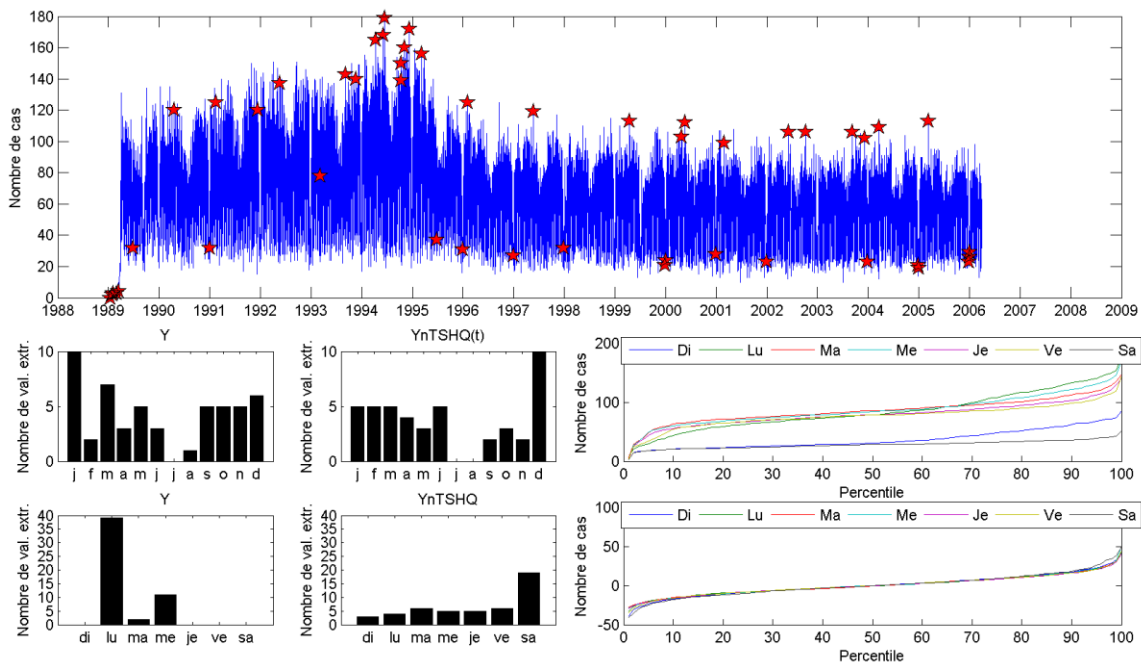 Nombre de cas
180
160
140
120
100
80
60
40
20
0
1988 1989 1990 1991 1992 1993 1994 1995 1996 1997 1998 1999 2000 2001 2002 2003 2004 2005 2006 2007 2008 2009
Y
Nombre de val. extr.
10
5
0
j f m a m j j a s o n d
YnTSHQ(t)
Nombre de val. extr.
10
5
0
j f m a m j j a s o n d
Nombre de cas
200
100
0
Di Lu Ma Me Je Ve Sa
0 10 20 30 40 50 60 70 80 90 100
Percentile
Y
Nombre de val. extr.
40
35
30
25
20
15
10
5
0
di lu ma me je ve sa
YnTSHQ
Nombre de val. extr.
40
35
30
25
20
15
10
5
0
di lu ma me je ve sa
Nombre de cas
100
50
0
-50
Di Lu Ma Me Je Ve Sa
0 10 20 30 40 50 60 70 80 90 100
Percentile